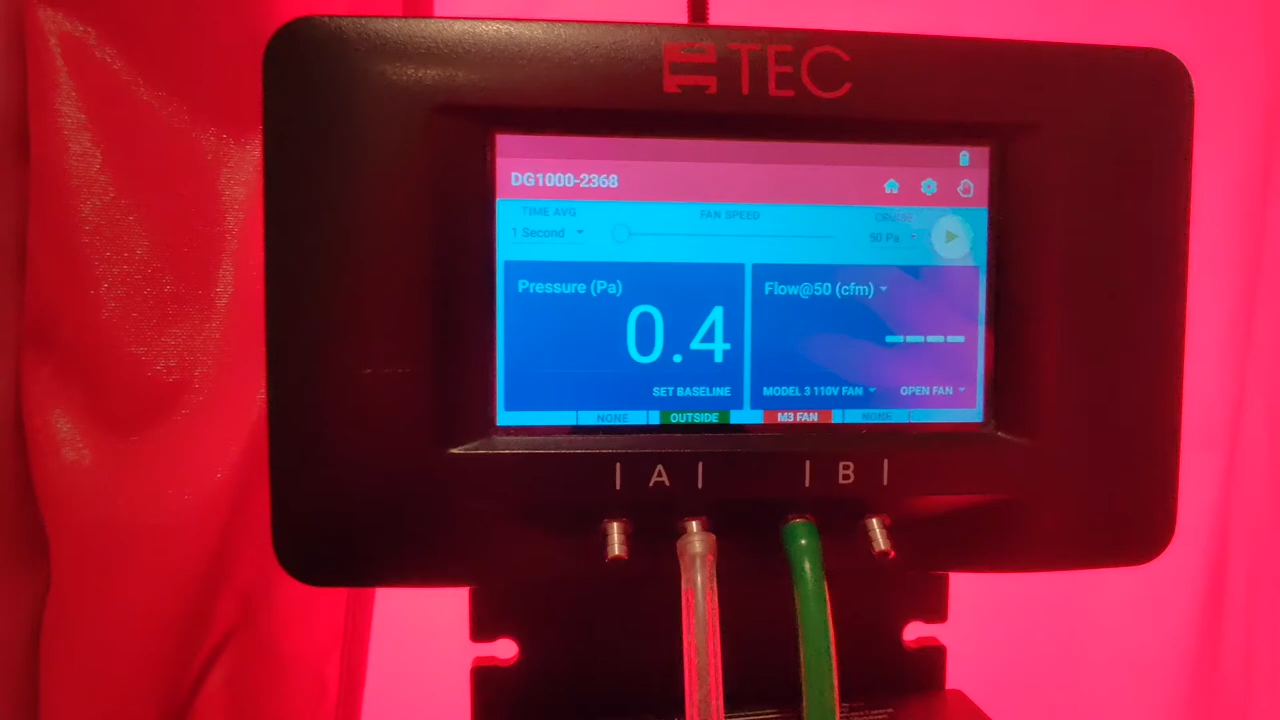 TEC
DG1000-2368
TIME AVG
FAN SPEED
CRUISE
1 Second
50 Pa
Pressure (Pa)
Flow@50 (cfm)
0.4
----
SET BASELINE
MODEL 3 110V FAN
OPEN FAN
NONE
OUTSIDE
M3 FAN
NONE
| A |
| B |